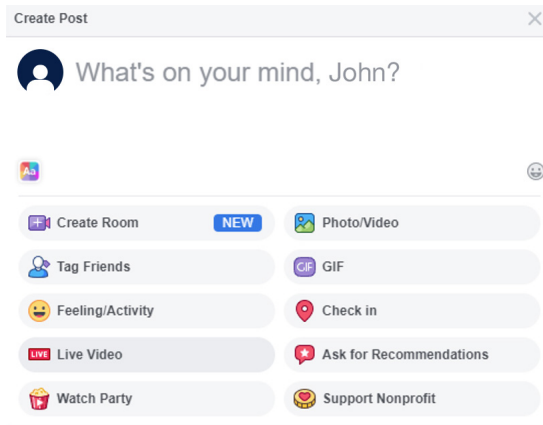 Create Post
What's on your mind, John?
Aa
Create Room NEW
Photo/Video
Tag Friends
GIF GIF
Feeling/Activity
Check in
LIVE Live Video
Ask for Recommendations
Watch Party
Support Nonprofit